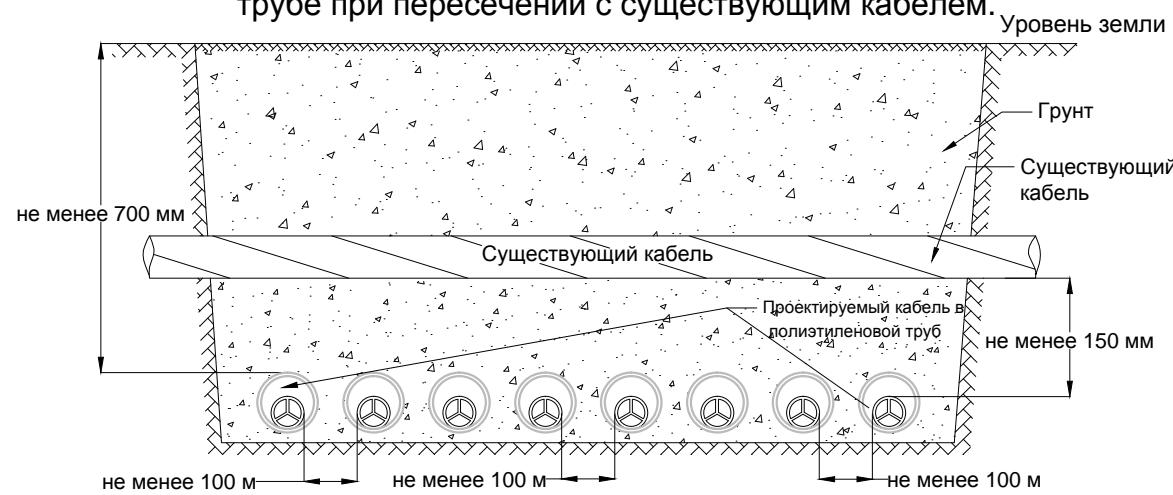 трубе при пересечении с существующим кабелем.
Уровень земли
Грунт
Существующий
кабель
не менее 700 мм
Существующий кабель
Проектируемый кабель в
полиэтиленовой труб
не менее 150 мм
не менее 100 м
не менее 100 м
не менее 100 м